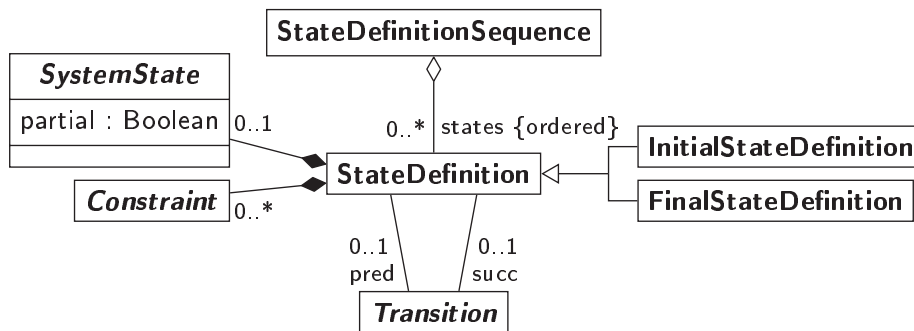 StateDefinitionSequence
SystemState
partial : Boolean
0..1
0..*
states {ordered}
InitialStateDefinition
StateDefinition
Constraint
FinalStateDefinition
0..*
0..1
0..1
pred
succ
Transition